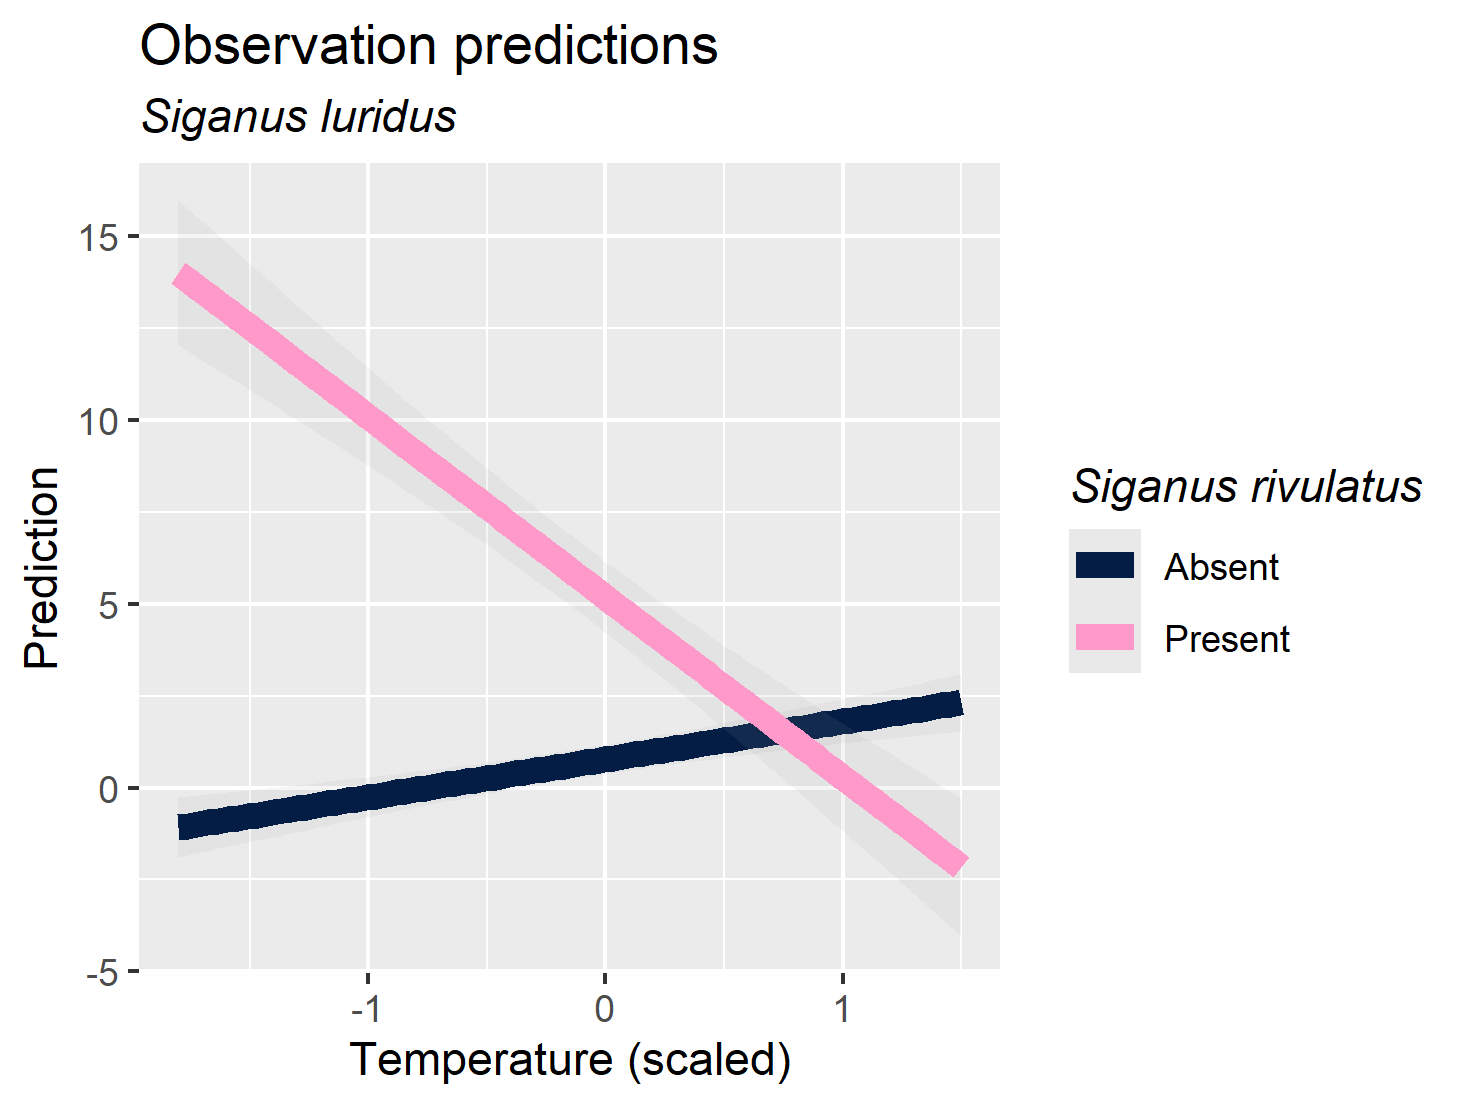 Observation predictions
Siganus luridus
Prediction
15
10
5
0
-5
-1
0
1
Temperature (scaled)
Siganus rivulatus
Absent
Present